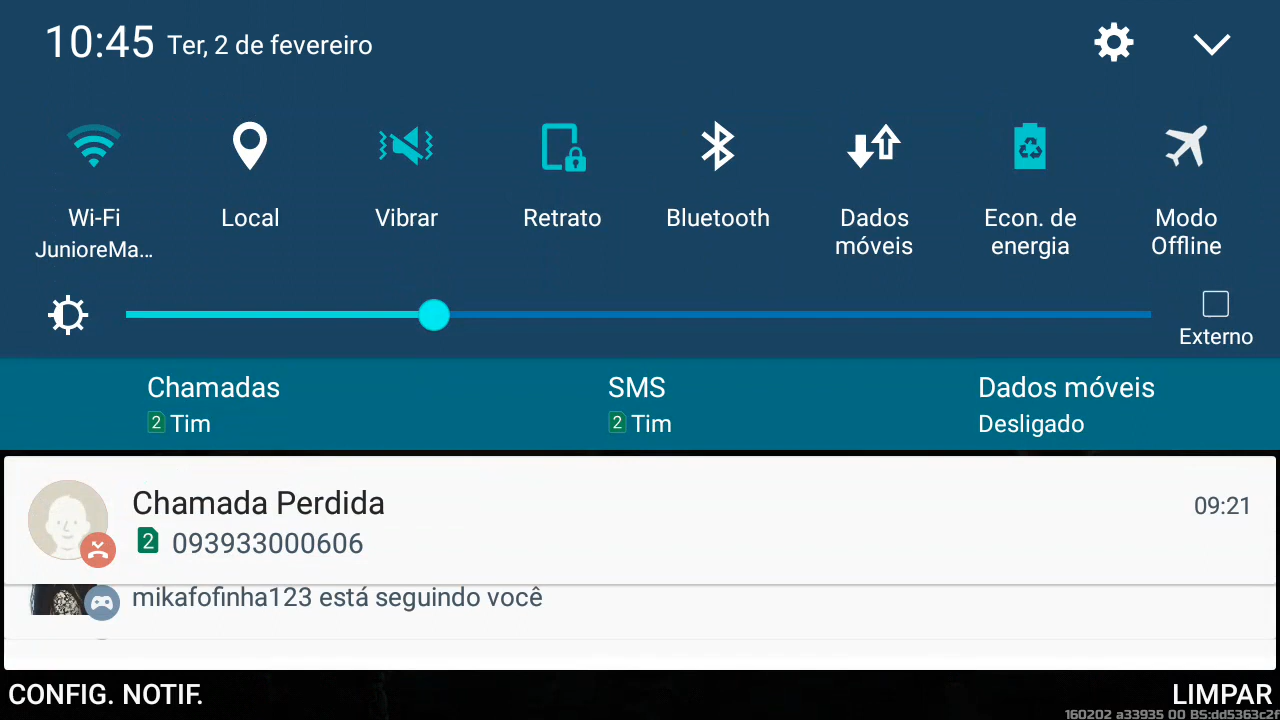 10:45 Ter, 2 de fevereiro
Wi-Fi
JunioreMa...
Local
Vibrar
Retrato
Bluetooth
Dados
móveis
Econ. de
energia
Modo
Offline
Externo
Chamadas
2 Tim
SMS
2 Tim
Dados móveis
Desligado
Chamada Perdida
09:21
2 093933000606
mikafofinha123 está seguindo você
CONFIG. NOTIF.
LIMPAR
160202 a33935 00 BS:dd5363c2f